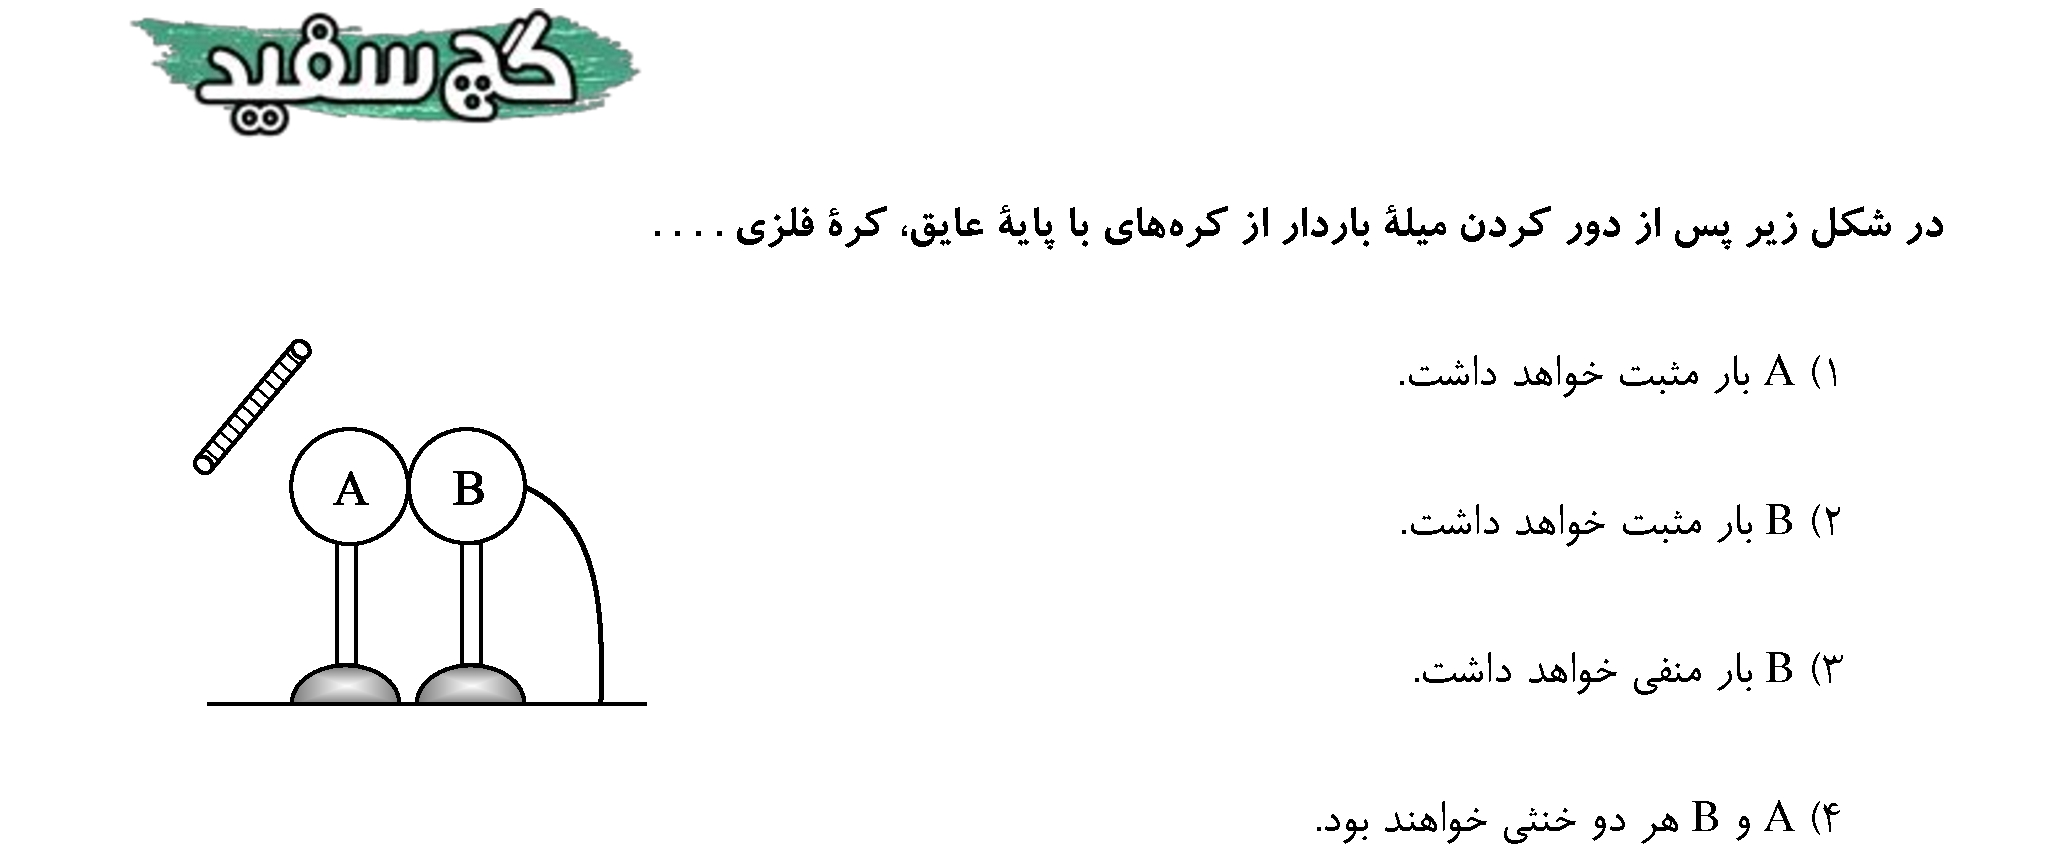 گچ سفید
در شکل زیر پس از دور کردن میلهٔ باردار از کره‌های با پایهٔ عایق، کرهٔ فلزی . . . .
۱) A بار مثبت خواهد داشت.
A B
۲) B بار مثبت خواهد داشت.
۳) B بار منفی خواهد داشت.
۴) A و B هر دو خنثی خواهند بود.